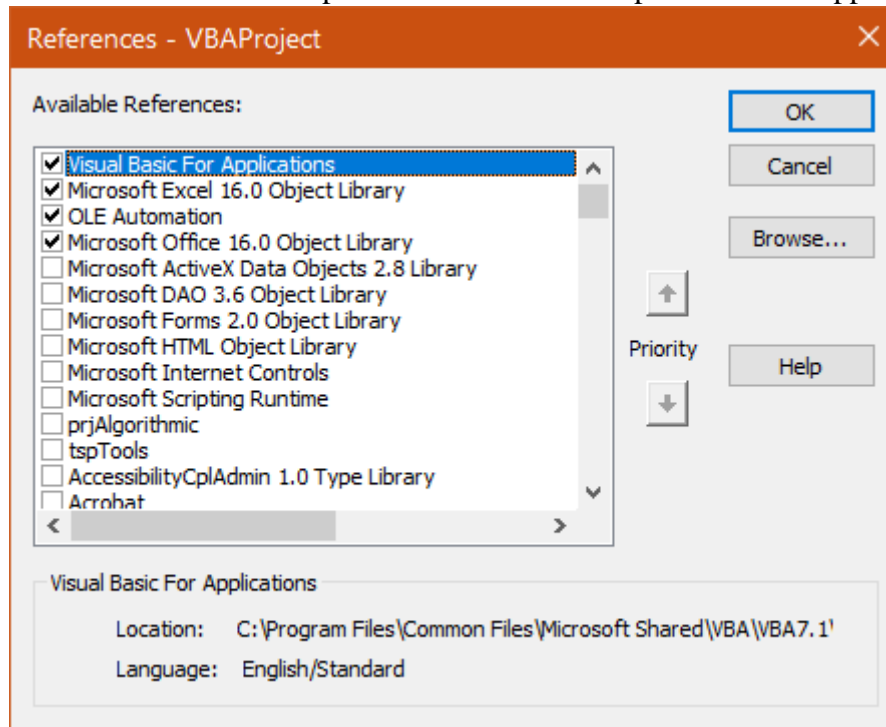 References - VBAProject
Available References:
OK
Visual Basic For Applications
Cancel
Microsoft Excel 16.0 Object Library
OLE Automation
Microsoft Office 16.0 Object Library
Browse...
Microsoft ActiveX Data Objects 2.8 Library
Microsoft DAO 3.6 Object Library
Microsoft Forms 2.0 Object Library
Microsoft HTML Object Library
Priority
Microsoft Internet Controls
Help
Microsoft Scripting Runtime
prjAlgorithmic
tspTools
AccessibilityCplAdmin 1.0 Type Library
Acrobat
Visual Basic For Applications
Location: C:\Program Files\Common Files\Microsoft Shared\VBA\VBA7.1\
Language: English/Standard